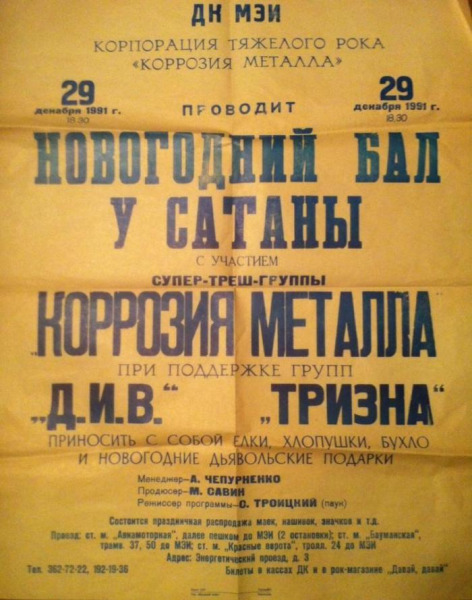 ДК МЭИ
КОРПОРАЦИЯ ТЯЖЕЛОГО РОКА
«КОРРОЗИЯ МЕТАЛЛА»
29 29
декабря 1991 г. декабря 1991 г.
18.30 18.30
ПРОВОДИТ
НОВОГОДНИЙ БАЛ
У САТАНЫ
С УЧАСТИЕМ
СУПЕР-ТРЕШ-ГРУППЫ
„КОРРОЗИЯ МЕТАЛЛА"
ПРИ ПОДДЕРЖКЕ ГРУПП
„Д.И.В." „ТРИЗНА"
ПРИНОСИТЬ С СОБОЙ ЕЛКИ, ХЛОПУШКИ, БУХЛО
И НОВОГОДНИЕ ДЬЯВОЛЬСКИЕ ПОДАРКИ
Менеджер—А. ЧЕПУРНЕНКО
Продюсер—М. САВИН
Режиссер программы—С. ТРОИЦКИЙ (паук)
Состоится праздничная распродажа маек, нашивок, значков и т.д.
Проезд: ст. м. „Авиамоторная", далее пешком до МЭИ (2 остановки); ст. м. „Бауманская",
трамв. 37, 50 до МЭИ; ст. м. „Красные ворота", тролл. 24 до МЭИ
Адрес: Энергетический проезд, 3
Тел. 362-72-22, 192-19-36 Билеты в кассах ДК и в рок-магазине „Давай, давай"